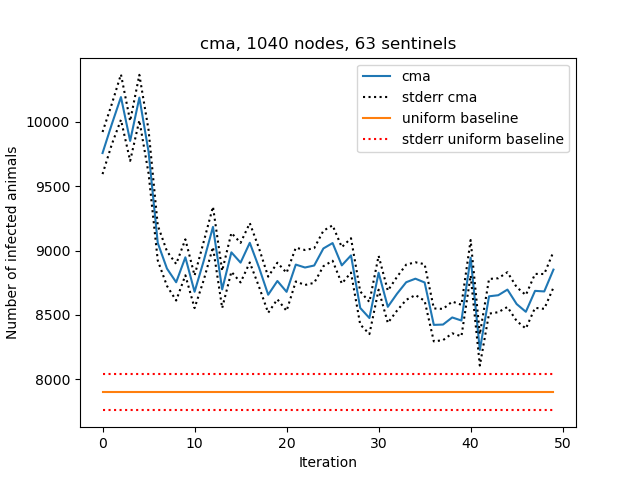 cma, 1040 nodes, 63 sentinels
cma
stderr cma
uniform baseline
stderr uniform baseline
Number of infected animals
10000
9500
9000
8500
8000
0 10 20 30 40 50
Iteration